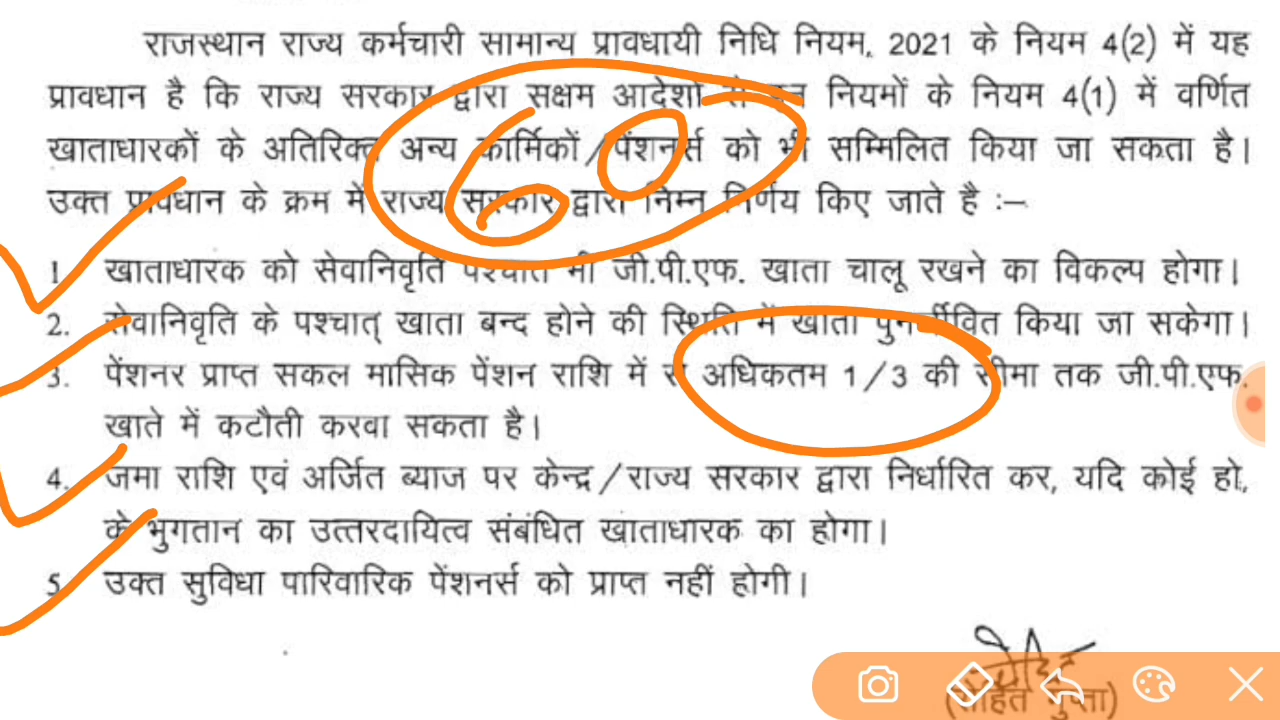 राजस्थान राज्य कर्मचारी सामान्य प्रावधायी निधि नियम, 2021 के नियम 4(2) में यह
प्रावधान है कि राज्य सरकार द्वारा सक्षम आदेशों से इन नियमों के नियम 4(1) में वर्णित
खाताधारकों के अतिरिक्त अन्य कार्मिकों/पेंशनर्स को भी सम्मिलित किया जा सकता है।
उक्त प्रावधान के क्रम में राज्य सरकार द्वारा निम्न निर्णय किए जाते है :–
60
1. खाताधारक को सेवानिवृति पश्चात भी जी.पी.एफ. खाता चालू रखने का विकल्प होगा।
2. सेवानिवृति के पश्चात् खाता बन्द होने की स्थिति में खाता पुनर्जीवित किया जा सकेगा।
3. पेंशनर प्राप्त सकल मासिक पेंशन राशि में से अधिकतम 1/3 की सीमा तक जी.पी.एफ.
खाते में कटौती करवा सकता है।
4. जमा राशि एवं अर्जित ब्याज पर केन्द्र/राज्य सरकार द्वारा निर्धारित कर, यदि कोई हो,
के भुगतान का उत्तरदायित्व संबंधित खाताधारक का होगा।
5. उक्त सुविधा पारिवारिक पेंशनर्स को प्राप्त नहीं होगी।
(रोहित गुप्ता)